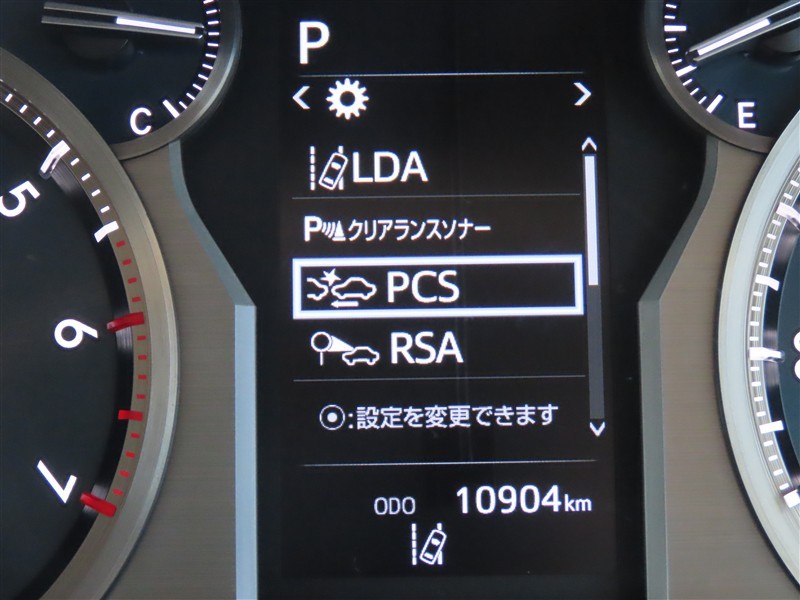 P
C
E
LDA
5
Pクリアランスソナー
PCS
6
RSA
:設定を変更できます
7
ODO 10904km